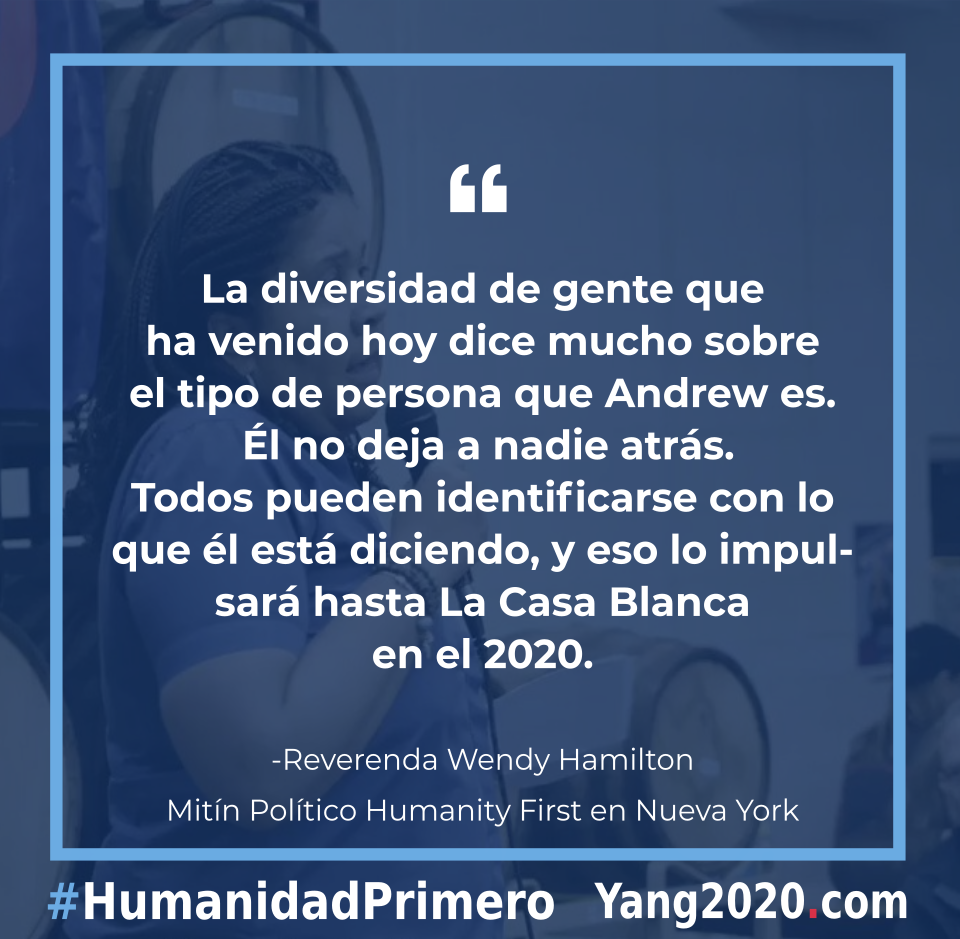 “
La diversidad de gente que
ha venido hoy dice mucho sobre
el tipo de persona que Andrew es.
Él no deja a nadie atrás.
Todos pueden identificarse con lo
que él está diciendo, y eso lo impul-
sará hasta La Casa Blanca
en el 2020.
-Reverenda Wendy Hamilton
Mitín Político Humanity First en Nueva York
#HumanidadPrimero Yang2020.com